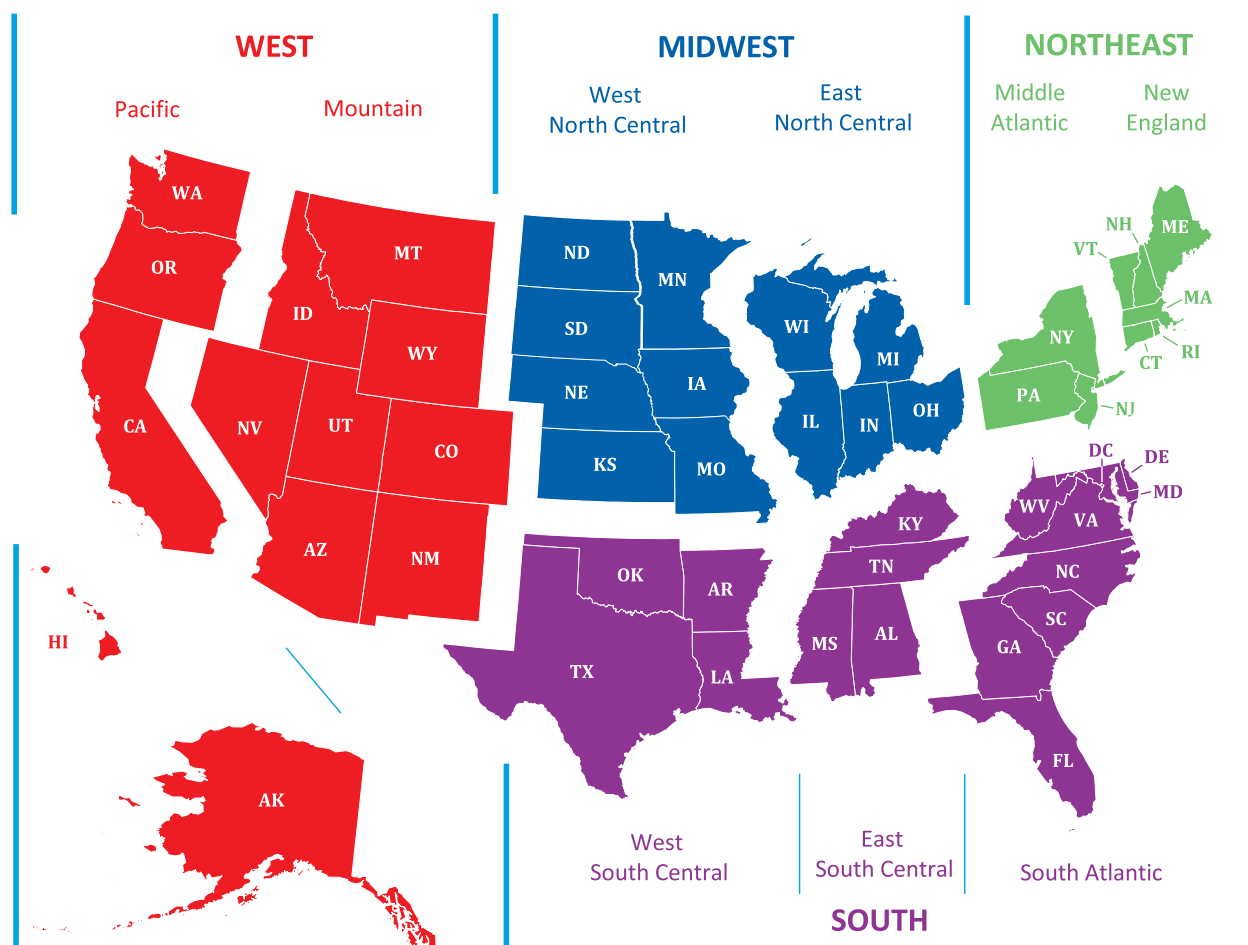 WEST
MIDWEST
NORTHEAST
Pacific
Mountain
West
North Central
East
North Central
Middle
Atlantic
New
England
WA
OR
CA
NV
ID
MT
WY
UT
CO
AZ
NM
HI
AK
ND
SD
NE
KS
MN
IA
MO
WI
MI
IL
IN
OH
NH
VT
ME
MA
RI
CT
NY
PA
NJ
DC
DE
MD
WV
VA
NC
SC
GA
FL
KY
TN
MS
AL
OK
AR
TX
LA
West
South Central
East
South Central
South Atlantic
SOUTH